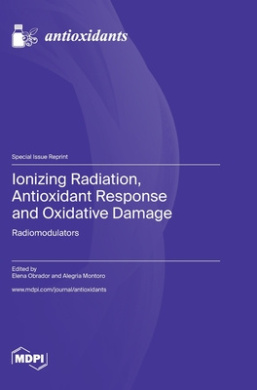 antioxidants
Special Issue Reprint
Ionizing Radiation,
Antioxidant Response
and Oxidative Damage
Radiomodulators
Edited by
Elena Obrador and Alegria Montoro
www.mdpi.com/journal/antioxidants
MDPI